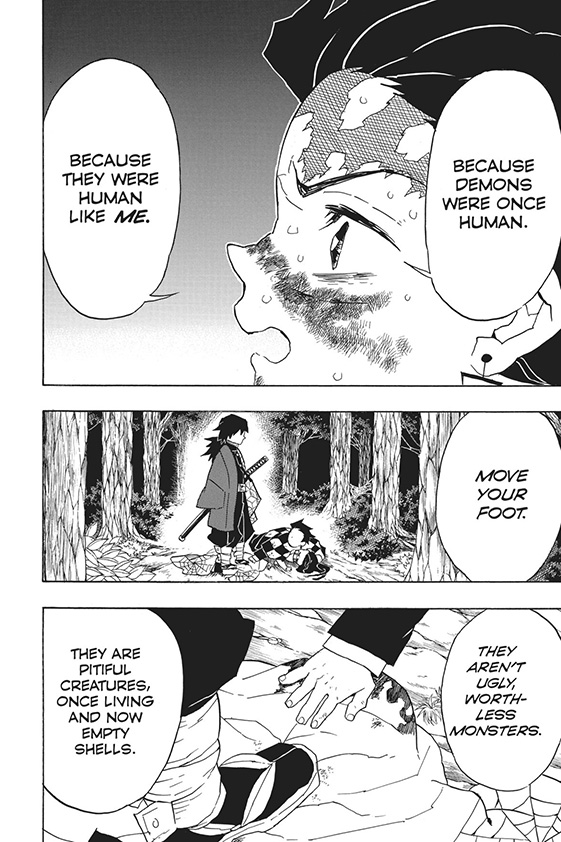 BECAUSE
DEMONS
WERE ONCE
HUMAN.
BECAUSE
THEY WERE
HUMAN
LIKE ME.
MOVE
YOUR
FOOT.
THEY
AREN'T
UGLY,
WORTH-
LESS
MONSTERS.
THEY ARE
PITIFUL
CREATURES,
ONCE LIVING
AND NOW
EMPTY
SHELLS.